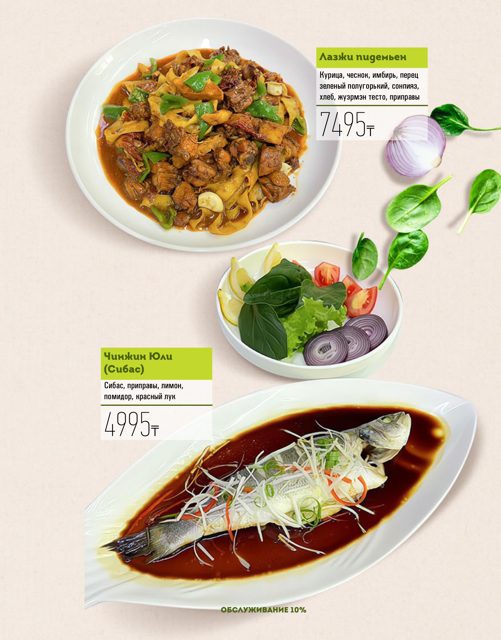 Лазжи пидемьен
Курица, чеснок, имбирь, перец
зеленый полугорький, сонпияз,
хлеб, жуэрмэн тесто, приправы
7495₸
Чинжин Юли
(Сибас)
Сибас, приправы, лимон,
помидор, красный лук
4995₸
ОБСЛУЖИВАНИЕ 10%